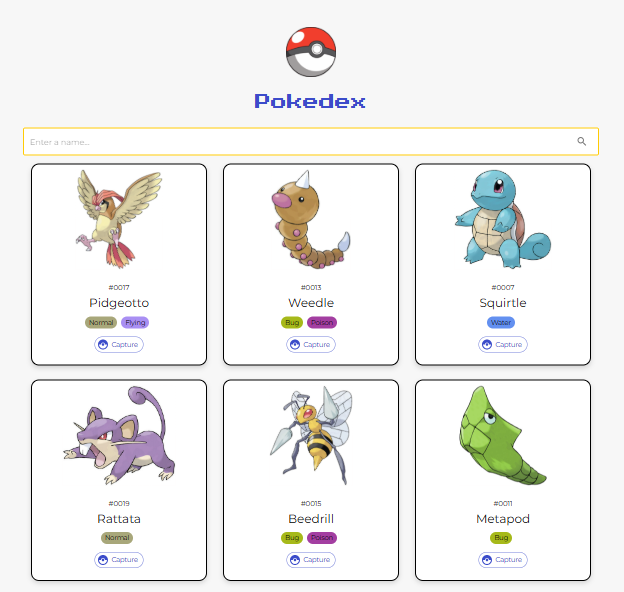 Pokedex
Enter a name...
#0017
Pidgeotto
Normal Flying
Capture
#0013
Weedle
Bug Poison
Capture
#0007
Squirtle
Water
Capture
#0019
Rattata
Normal
Capture
#0015
Beedrill
Bug Poison
Capture
#0011
Metapod
Bug
Capture